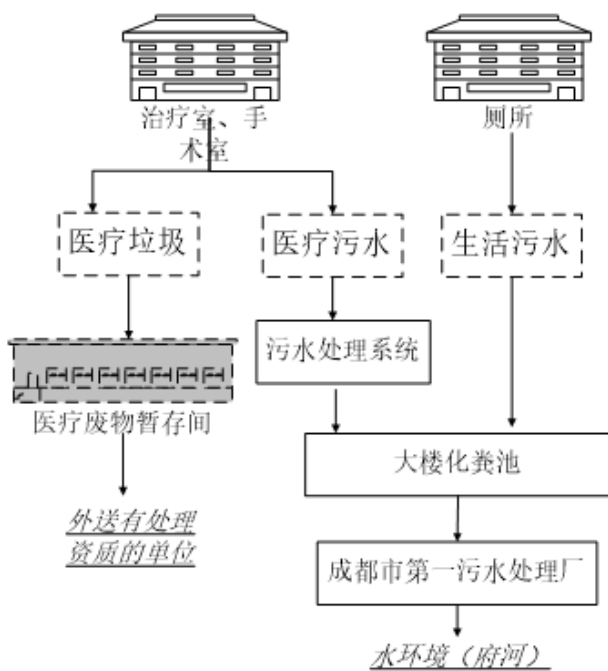 治疗室、手
术室
厕所
医疗垃圾
医疗污水
生活污水
污水处理系统
医疗废物暂存间
大楼化粪池
外送有处理
资质的单位
成都市第一污水处理厂
水环境（府河）